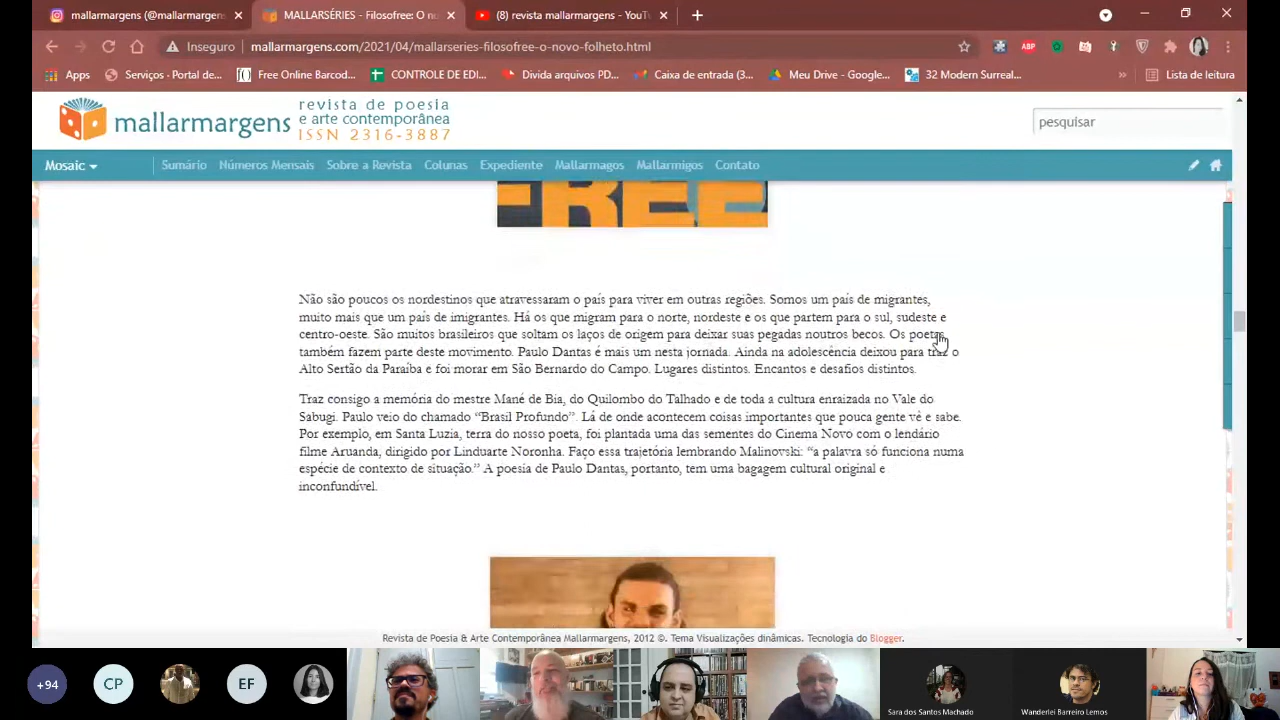 mallarmargens (@mallarmargens
MALLARSÉRIES - Filosofree: O no
(8) revista mallarmargens - YouTu
Inseguro
mallarmargens.com/2021/04/mallarseries-filosofree-o-novo-folheto.html
ABP
Apps
Serviços - Portal de...
Free Online Barcod...
CONTROLE DE EDI...
Divida arquivos PD...
Caixa de entrada (3...
Meu Drive - Google...
32 Modern Surreal...
»
Lista de leitura
mallarmargens
revista de poesia
e arte contemporânea
ISSN 2316-3887
pesquisar
Mosaic
Sumário
Números Mensais
Sobre a Revista
Colunas
Expediente
Mallarmagos
Mallarmigos
Contato
FREE
Não são poucos os nordestinos que atravessaram o país para viver em outras regiões. Somos um país de migrantes,
muito mais que um país de imigrantes. Há os que migram para o norte, nordeste e os que partem para o sul, sudeste e
centro-oeste. São muitos brasileiros que soltam os laços de origem para deixar suas pegadas noutros becos. Os poetas
também fazem parte deste movimento. Paulo Dantas é mais um nesta jornada. Ainda na adolescência deixou para traz o
Alto Sertão da Paraíba e foi morar em São Bernardo do Campo. Lugares distintos. Encantos e desafios distintos.
Traz consigo a memória do mestre Mané de Bia, do Quilombo do Talhado e de toda a cultura enraizada no Vale do
Sabugi. Paulo veio do chamado “Brasil Profundo” Lá de onde acontecem coisas importantes que pouca gente vê e sabe.
Por exemplo, em Santa Luzia, terra do nosso poeta, foi plantada uma das sementes do Cinema Novo com o lendário
filme Aruanda, dirigido por Linduarte Noronha. Faço essa trajetória lembrando Malinovski: “a palavra só funciona numa
espécie de contexto de situação.” A poesia de Paulo Dantas, portanto, tem uma bagagem cultural original e
inconfundível.
Revista de Poesia & Arte Contemporânea Mallarmargens, 2012 ©. Tema Visualizações dinâmicas. Tecnologia do Blogger.
+94
CP
EF
Sara dos Santos Machado
Wanderlei Barreiro Lemos